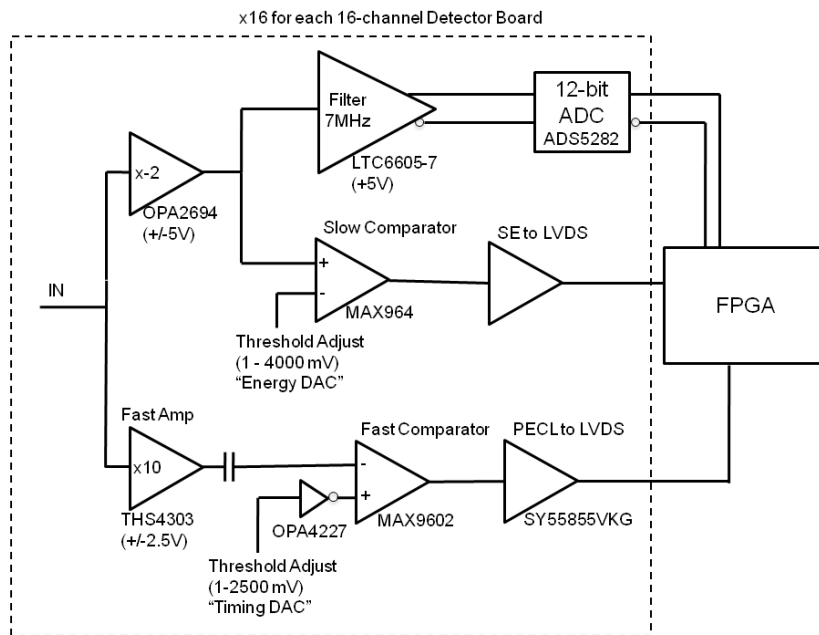 x16 for each 16-channel Detector Board
Filter
7MHz
LTC6605-7
(+5V)
12-bit
ADC
ADS5282
x-2
OPA2694
(+/-5V)
Slow Comparator
+
-
MAX964
SE to LVDS
FPGA
IN
Threshold Adjust
(1 - 4000 mV)
“Energy DAC”
Fast Amp
x10
THS4303
(+/-2.5V)
Fast Comparator
-
+
MAX9602
OPA4227
PECL to LVDS
SY55855VKG
Threshold Adjust
(1-2500 mV)
“Timing DAC”